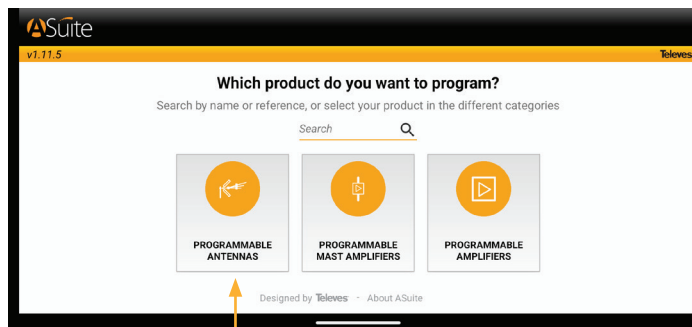 ASuite
v1.11.5
Televes
Which product do you want to program?
Search by name or reference, or select your product in the different categories
Search
PROGRAMMABLE
ANTENNAS
PROGRAMMABLE
MAST AMPLIFIERS
PROGRAMMABLE
AMPLIFIERS
Designed by Televes - About ASuite